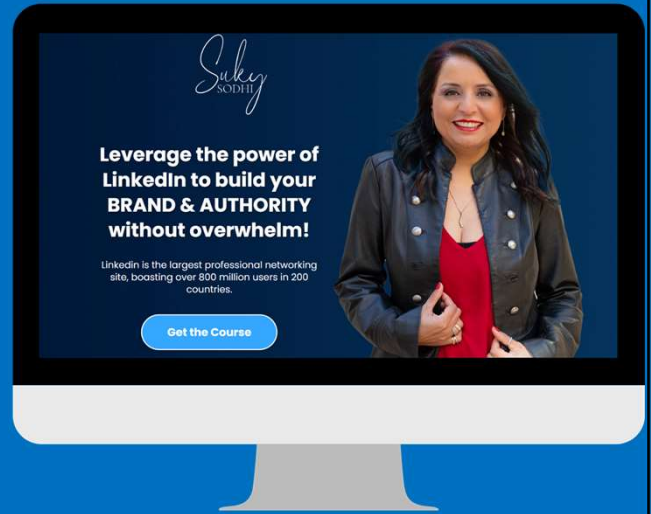 Suky
SODHI
Leverage the power of
LinkedIn to build your
BRAND & AUTHORITY
without overwhelm!
Linkedin is the largest professional networking
site, boasting over 800 million users in 200
countries.
Get the Course